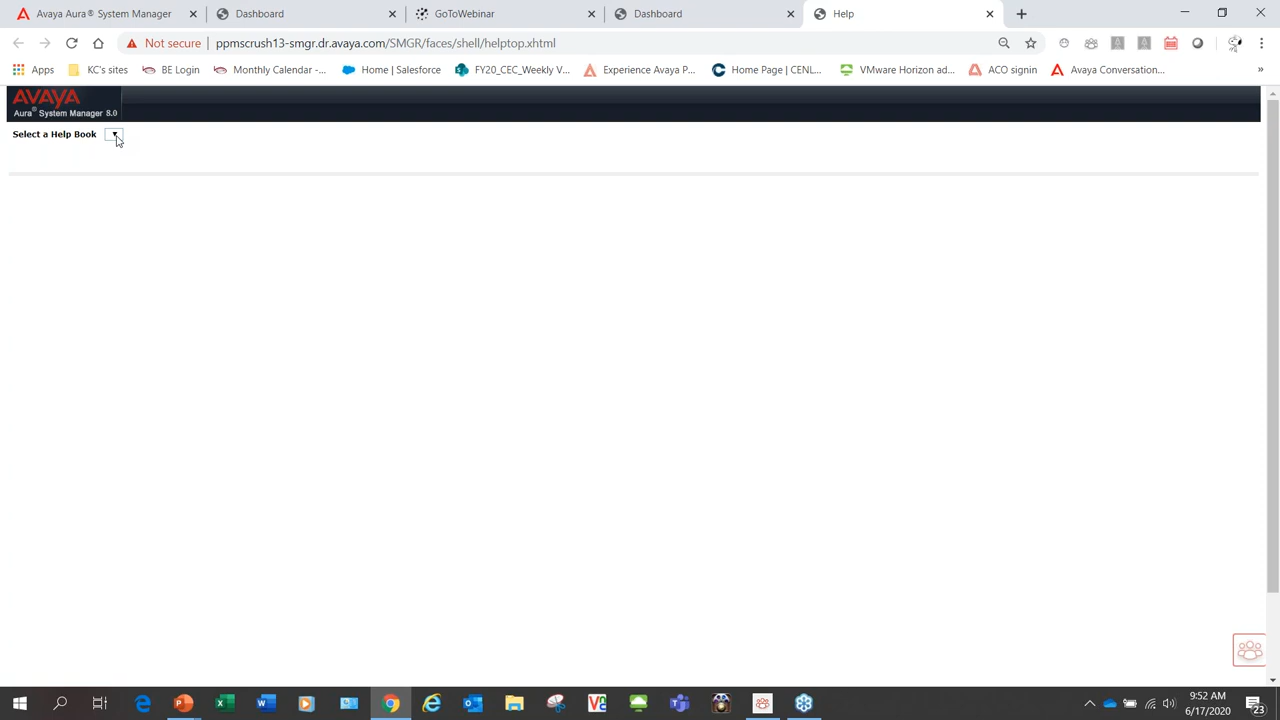 Avaya Aura® System Manager
Dashboard
GoToWebinar
Dashboard
Help
Not secure
ppmscrush13-smgr.dr.avaya.com/SMGR/faces/shell/helptop.xhtml
Apps
KC's sites
BE Login
Monthly Calendar -...
Home | Salesforce
FY20_CEC_Weekly V...
Experience Avaya P...
Home Page | CENL...
VMware Horizon ad...
ACO signin
Avaya Conversation...
»
AVAYA
Aura® System Manager 8.0
Select a Help Book
9:52 AM
6/17/2020
23